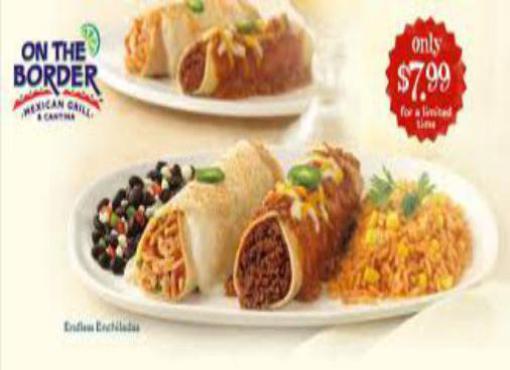 ON THE
BORDER
MEXICAN GRILL
& CANTINA
only
$7.99
for a limited
time
Endless Enchiladas